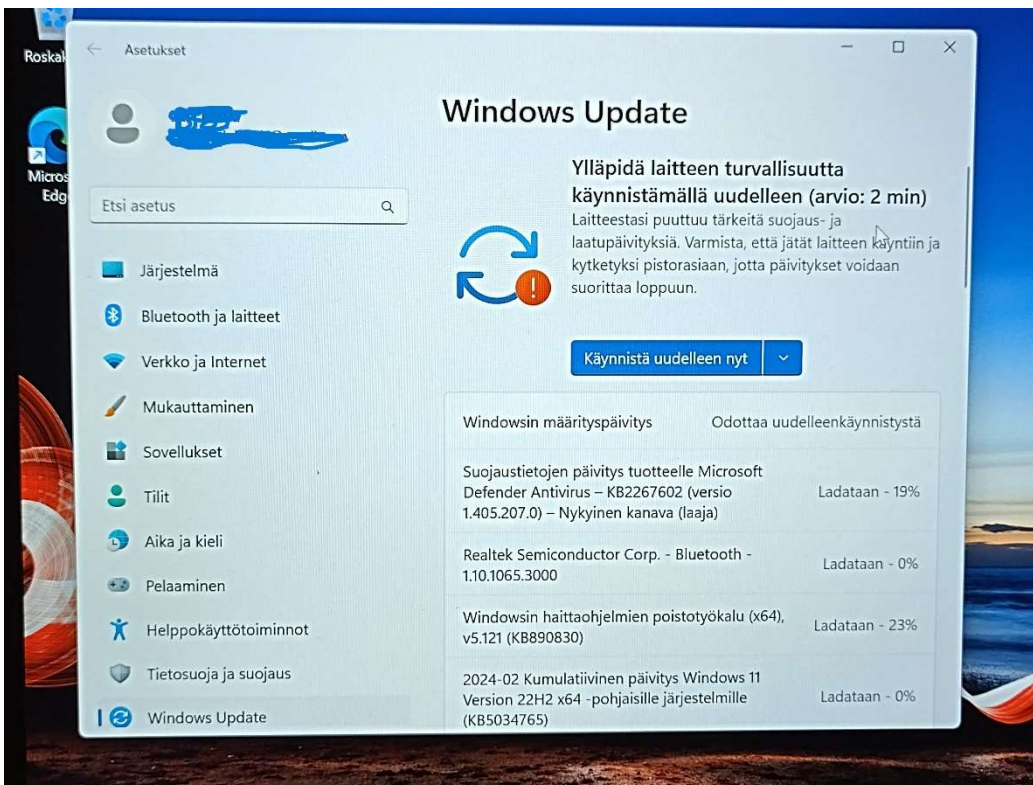 Roska
Micros
Edg
Asetukset
Etsi asetus
Järjestelmä
Bluetooth ja laitteet
Verkko ja Internet
Mukauttaminen
Sovellukset
Tilit
Aika ja kieli
Pelaaminen
Helppokäyttötoiminnot
Tietosuoja ja suojaus
Windows Update
Windows Update
Ylläpidä laitteen turvallisuutta
käynnistämällä uudelleen (arvio: 2 min)
Laitteestasi puuttuu tärkeitä suojaus- ja
laatupäivityksiä. Varmista, että jätät laitteen käyntiin ja
kytketyksi pistorasiaan, jotta päivitykset voidaan
suorittaa loppuun.
Käynnistä uudelleen nyt
Windowsin määrityspäivitys Odottaa uudelleenkäynnistystä
Suojaustietojen päivitys tuotteelle Microsoft
Defender Antivirus – KB2267602 (versio
1.405.207.0) – Nykyinen kanava (laaja)
Ladataan - 19%
Realtek Semiconductor Corp. - Bluetooth -
1.10.1065.3000
Ladataan - 0%
Windowsin haittaohjelmien poistotyökalu (x64),
v5.121 (KB890830)
Ladataan - 23%
2024-02 Kumulatiivinen päivitys Windows 11
Version 22H2 x64 -pohjaisille järjestelmille
(KB5034765)
Ladataan - 0%